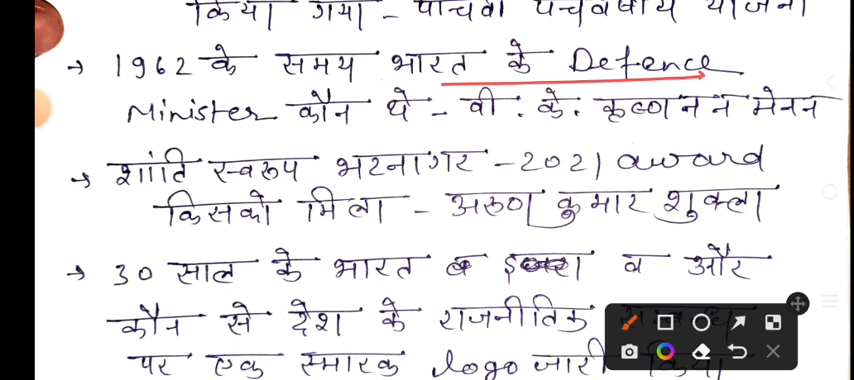 किया गया - पांचवी पंचवर्षीय योजना
→ 1962 के समय भारत के Defence
Minister कौन थे - वी. के. कृष्णनन मेनन
→ शांति स्वरूप भटनागर - 2021 award
किसको मिला - अरुण कुमार शुक्ला
→ 30 साल के भारत व और
कौन से देश के राजनीतिक
पर एक स्मारक logo जारी किया